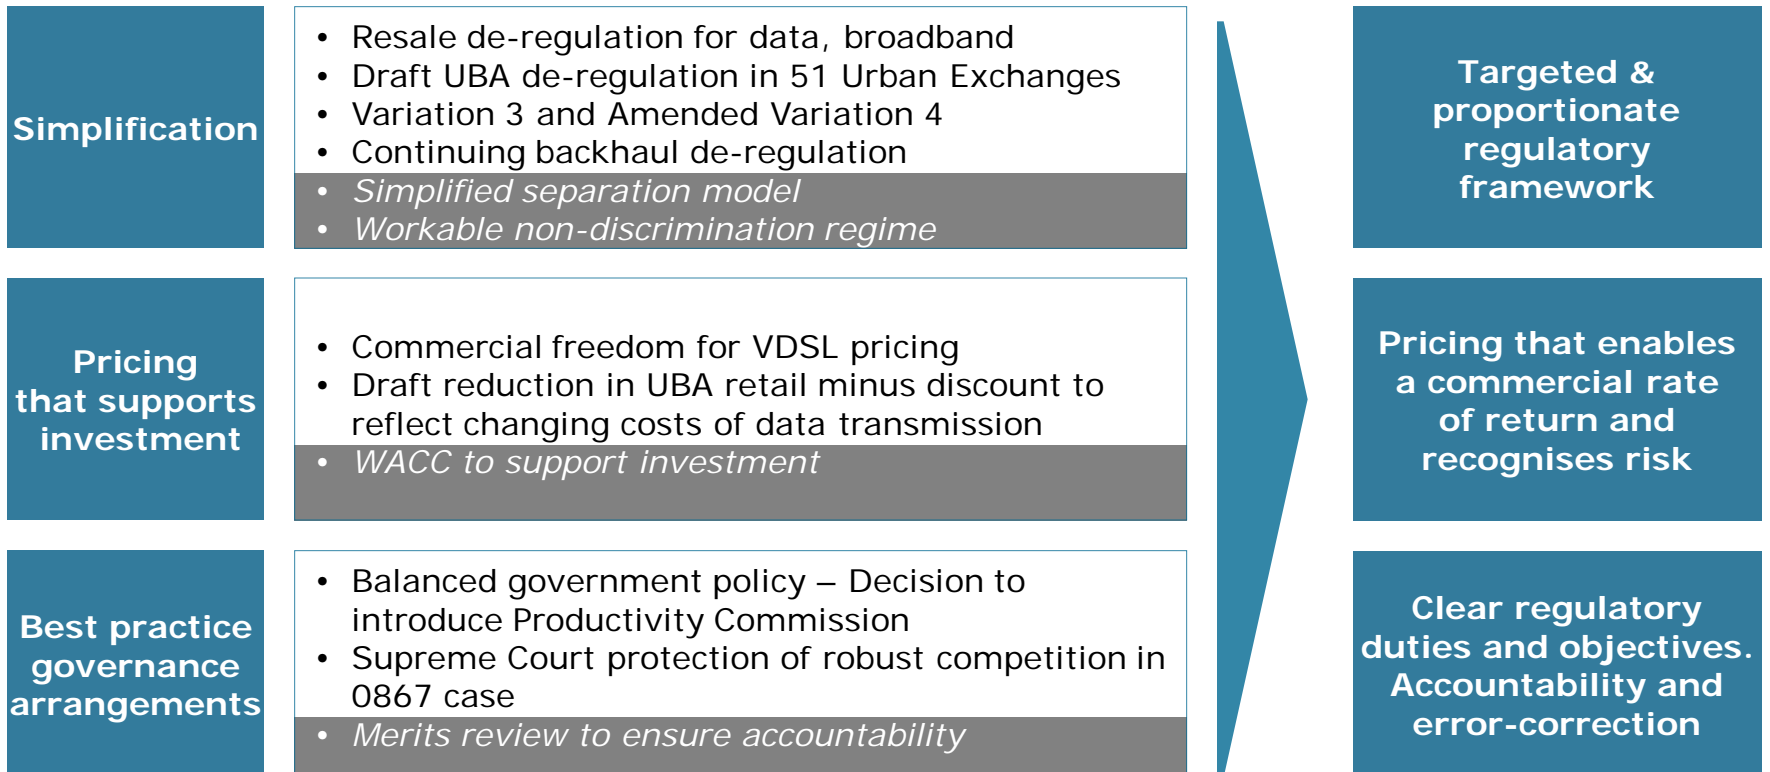 Simplification
• Resale de-regulation for data, broadband
• Draft UBA de-regulation in 51 Urban Exchanges
• Variation 3 and Amended Variation 4
• Continuing backhaul de-regulation
• Simplified separation model
• Workable non-discrimination regime
Targeted &
proportionate
regulatory
framework
Pricing
that supports
investment
• Commercial freedom for VDSL pricing
• Draft reduction in UBA retail minus discount to
reflect changing costs of data transmission
• WACC to support investment
Pricing that enables
a commercial rate
of return and
recognises risk
Best practice
governance
arrangements
• Balanced government policy – Decision to
introduce Productivity Commission
• Supreme Court protection of robust competition in
0867 case
• Merits review to ensure accountability
Clear regulatory
duties and objectives.
Accountability and
error-correction